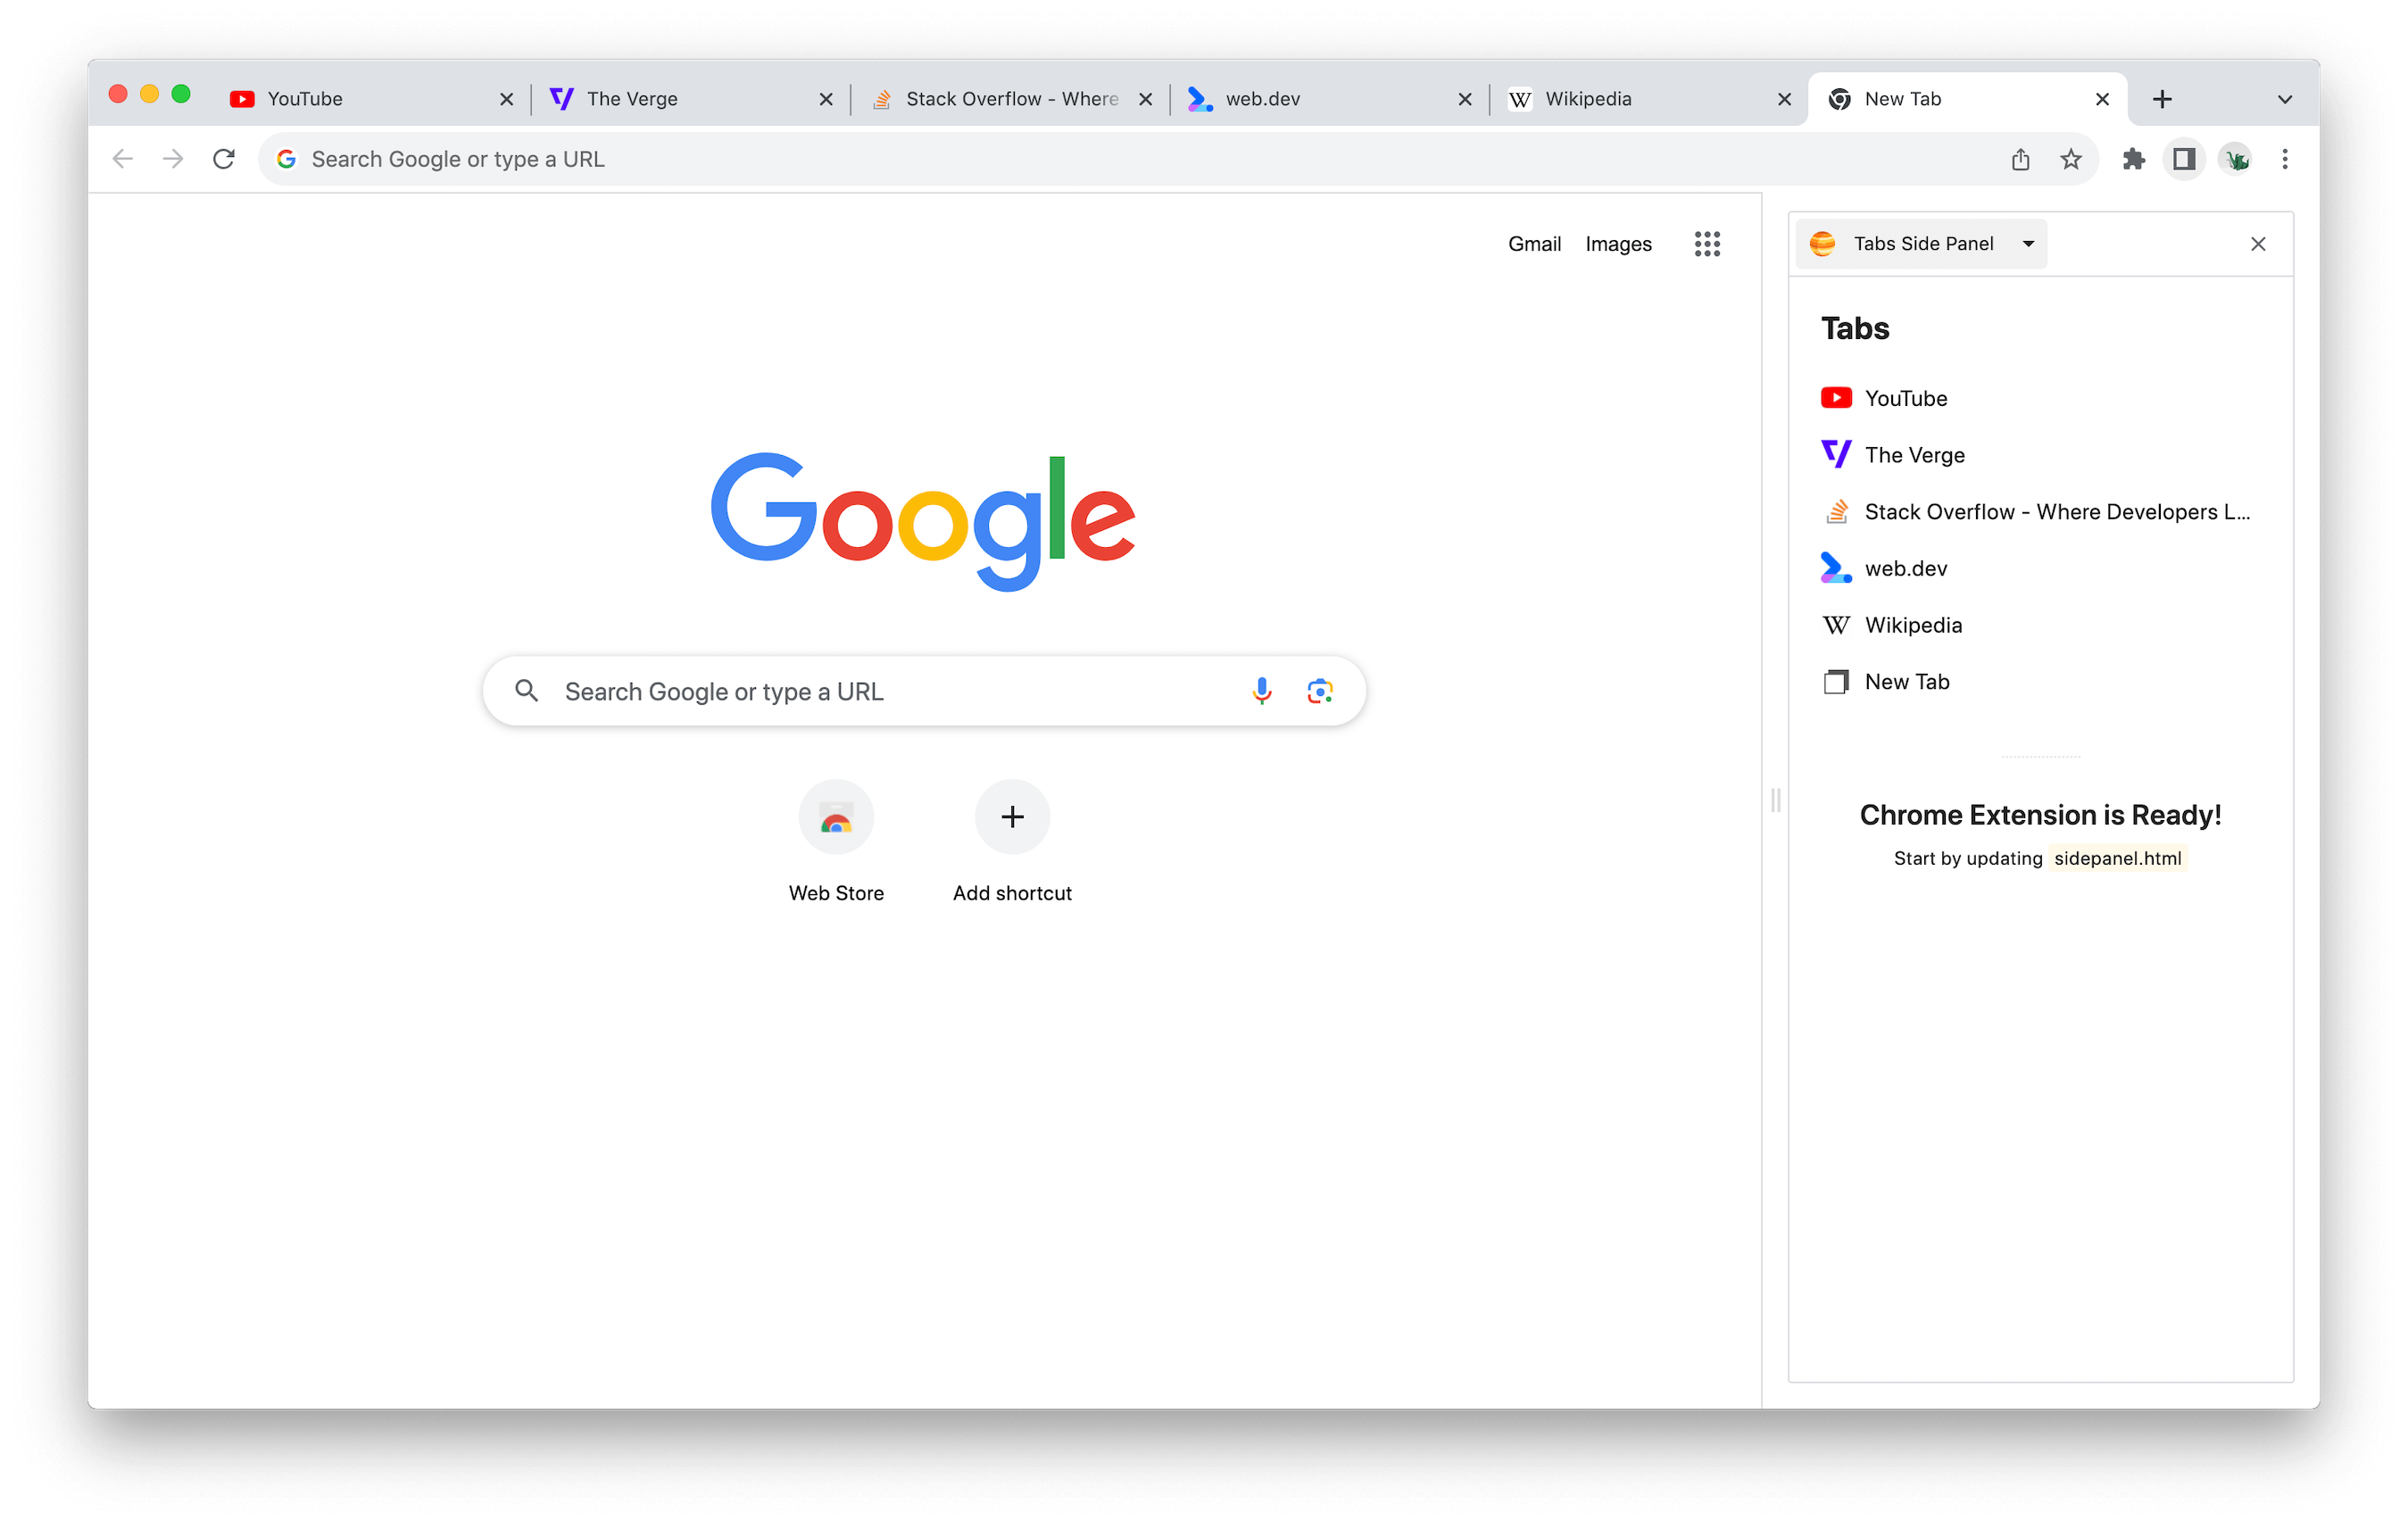 YouTube
The Verge
Stack Overflow - Where
web.dev
Wikipedia
New Tab
Search Google or type a URL
Gmail
Images
Tabs Side Panel
Tabs
YouTube
The Verge
Stack Overflow - Where Developers L...
web.dev
Wikipedia
New Tab
Google
Search Google or type a URL
Web Store
Add shortcut
Chrome Extension is Ready!
Start by updating sidepanel.html